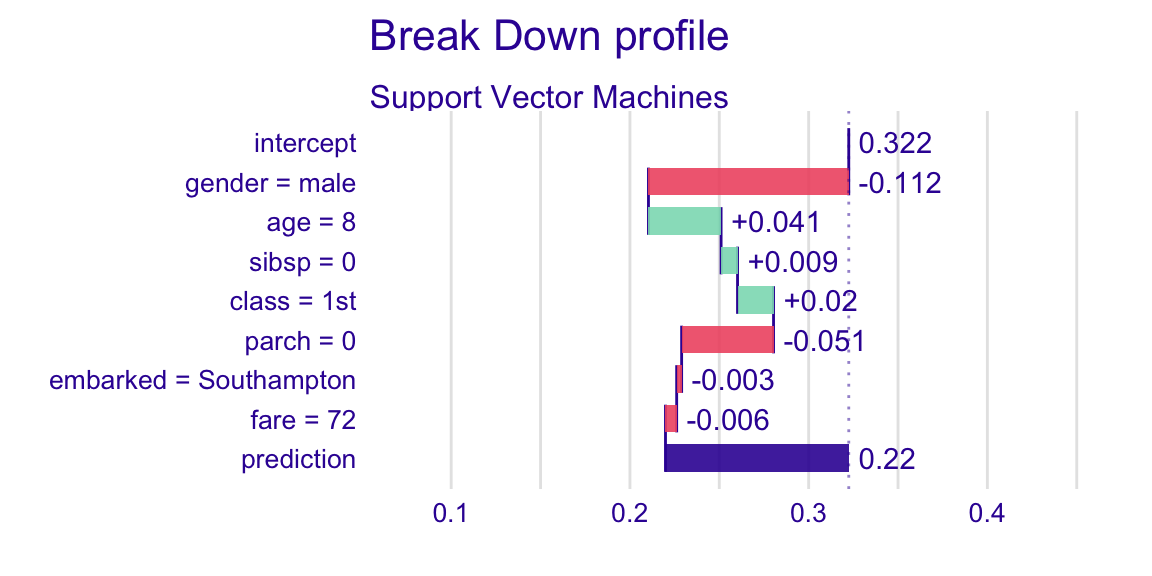 Break Down profile
Support Vector Machines
intercept 0.322
gender = male -0.112
age = 8 +0.041
sibsp = 0 +0.009
class = 1st +0.02
parch = 0 -0.051
embarked = Southampton -0.003
fare = 72 -0.006
prediction 0.22
0.1 0.2 0.3 0.4